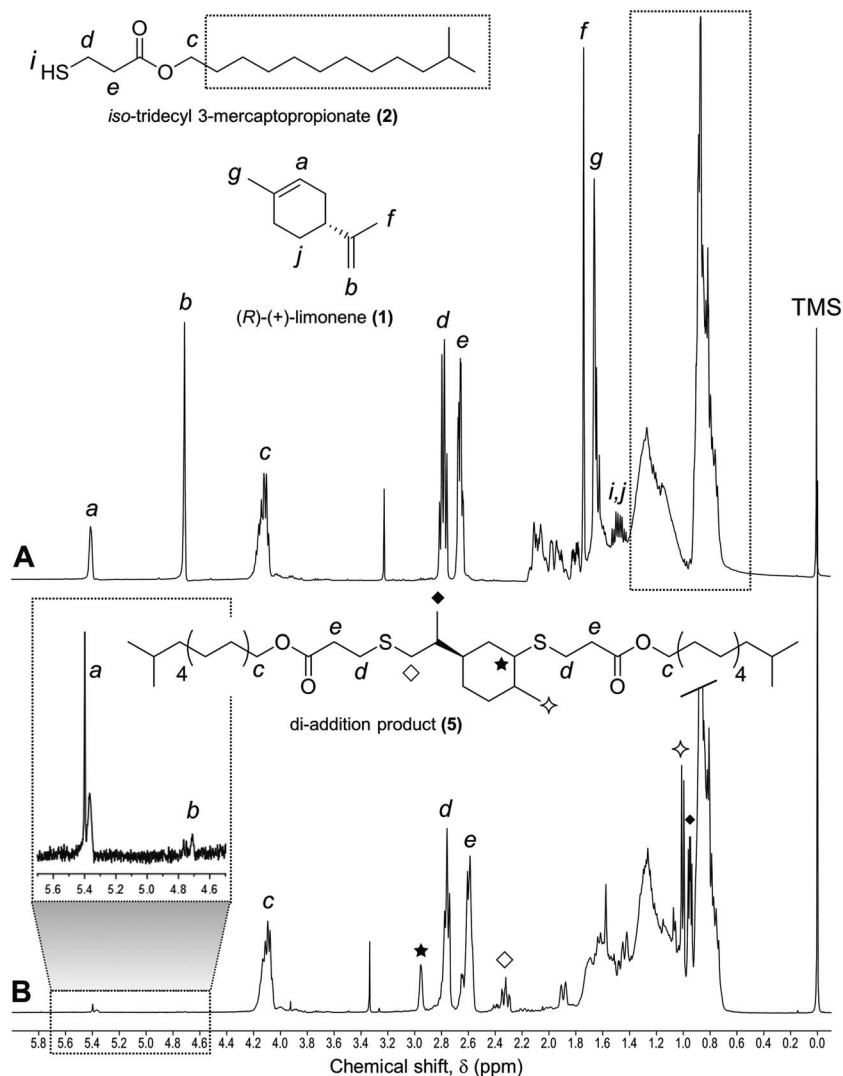 d
c
O
f
i
HS
O
e
iso-tridecyl 3-mercaptopropionate (2)
g
a
g
f
j
b
b
(R)-(+)-limonene (1)
d
e
TMS
c
a
i,j
A
e
O
S
S
e
O
4
c
O
d
d
O
c
4
di-addition product (5)
a
b
5.6 5.4 5.2 5.0 4.8 4.6
d
e
c
B
5.8 5.6 5.4 5.2 5.0 4.8 4.6 4.4 4.2 4.0 3.8 3.6 3.4 3.2 3.0 2.8 2.6 2.4 2.2 2.0 1.8 1.6 1.4 1.2 1.0 0.8 0.6 0.4 0.2 0.0
Chemical shift, δ (ppm)